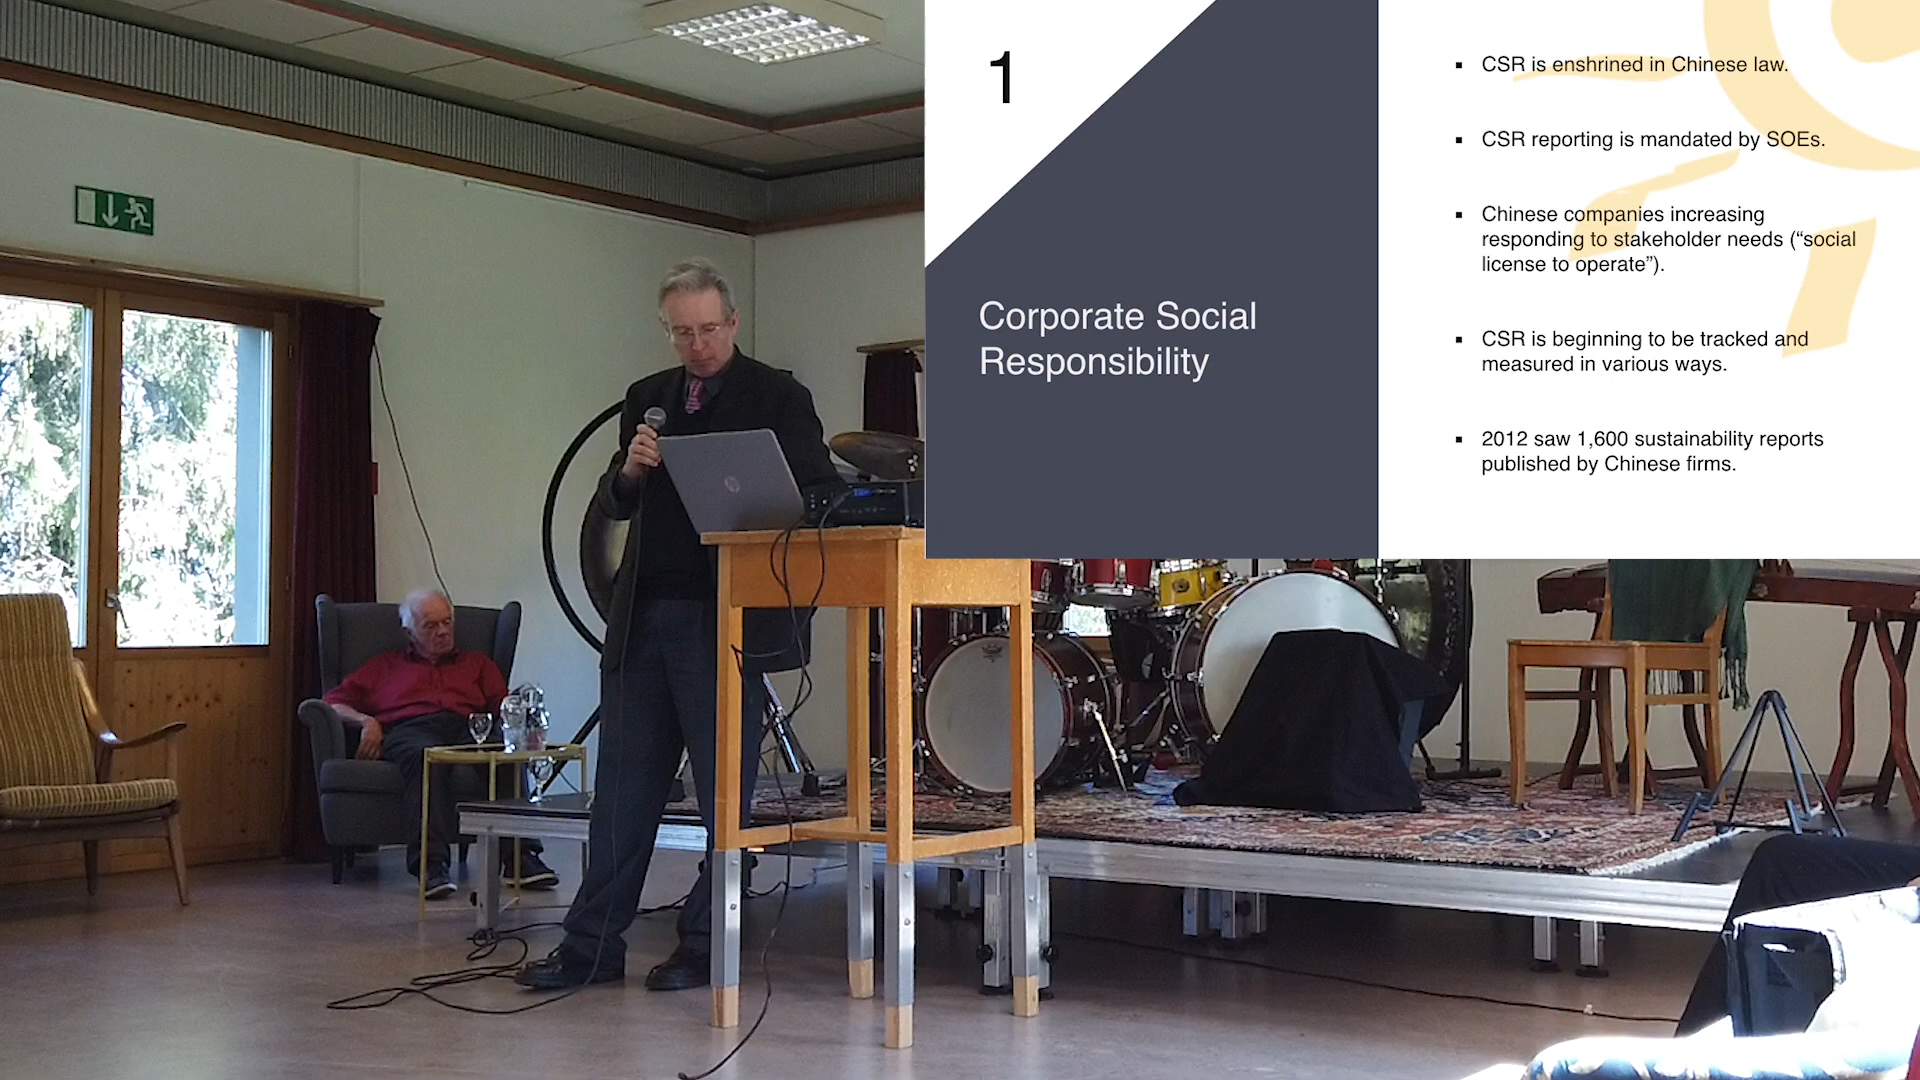 1
Corporate Social
Responsibility
▪ CSR is enshrined in Chinese law.
▪ CSR reporting is mandated by SOEs.
▪ Chinese companies increasing
responding to stakeholder needs (“social
license to operate”).
▪ CSR is beginning to be tracked and
measured in various ways.
▪ 2012 saw 1,600 sustainability reports
published by Chinese firms.
hp